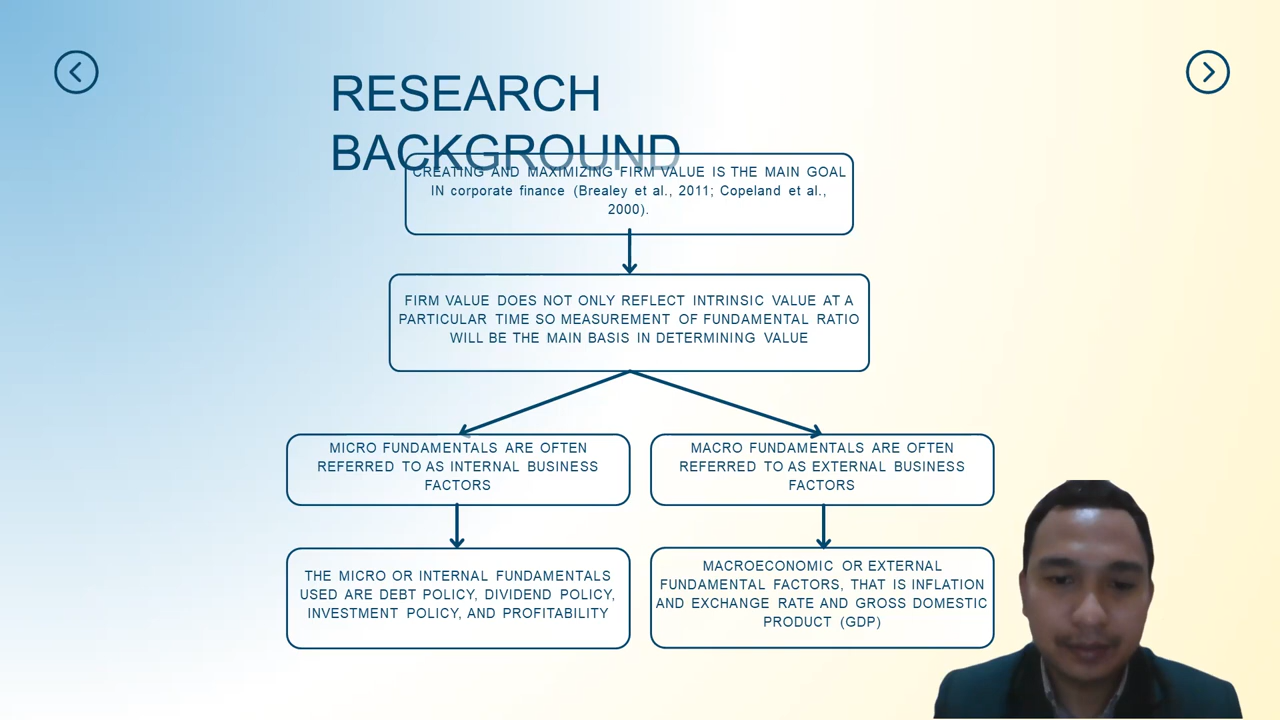 RESEARCH
BACKGROUND
CREATING AND MAXIMIZING FIRM VALUE IS THE MAIN GOAL
IN corporate finance (Brealey et al., 2011; Copeland et al.,
2000).
FIRM VALUE DOES NOT ONLY REFLECT INTRINSIC VALUE AT A
PARTICULAR TIME SO MEASUREMENT OF FUNDAMENTAL RATIO
WILL BE THE MAIN BASIS IN DETERMINING VALUE
MICRO FUNDAMENTALS ARE OFTEN
REFERRED TO AS INTERNAL BUSINESS
FACTORS
MACRO FUNDAMENTALS ARE OFTEN
REFERRED TO AS EXTERNAL BUSINESS
FACTORS
THE MICRO OR INTERNAL FUNDAMENTALS
USED ARE DEBT POLICY, DIVIDEND POLICY,
INVESTMENT POLICY, AND PROFITABILITY
MACROECONOMIC OR EXTERNAL
FUNDAMENTAL FACTORS, THAT IS INFLATION
AND EXCHANGE RATE AND GROSS DOMESTIC
PRODUCT (GDP)